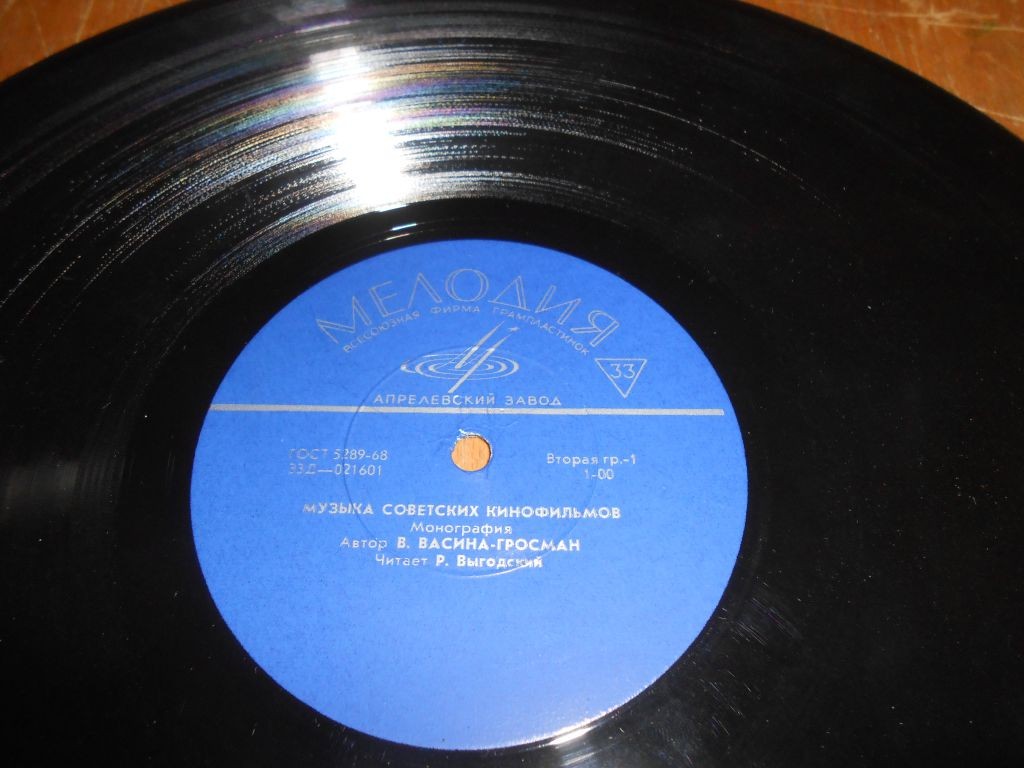 МЕЛОДИЯ
ВСЕСОЮЗНАЯ ФИРМА ГРАМПЛАСТИНОК
33
АПРЕЛЕВСКИЙ ЗАВОД
ГОСТ 5289-68
33Д—021601
Вторая гр.-1
1-00
МУЗЫКА СОВЕТСКИХ КИНОФИЛЬМОВ
Монография
Автор В. ВАСИНА-ГРОСМАН
Читает Р. Выгодский